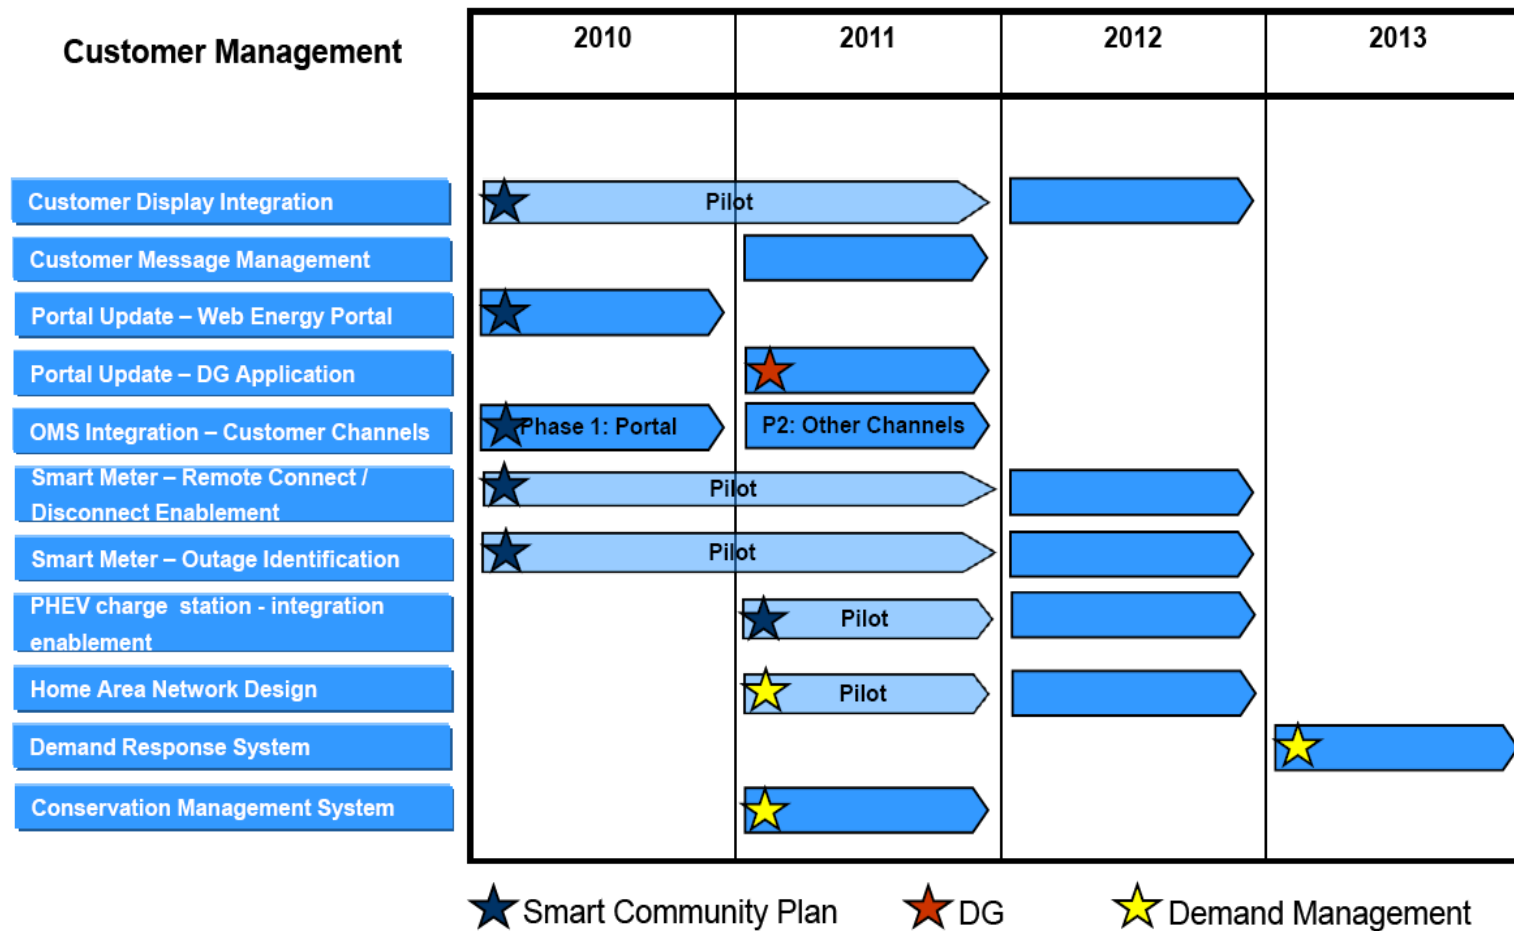 Customer Management
2010
2011
2012
2013
Customer Display Integration
Pilot
Customer Message Management
Portal Update – Web Energy Portal
Portal Update – DG Application
OMS Integration – Customer Channels
Phase 1: Portal
P2: Other Channels
Smart Meter – Remote Connect /
Disconnect Enablement
Pilot
Smart Meter – Outage Identification
Pilot
PHEV charge station - integration
enablement
Pilot
Home Area Network Design
Pilot
Demand Response System
Conservation Management System
Smart Community Plan
DG
Demand Management